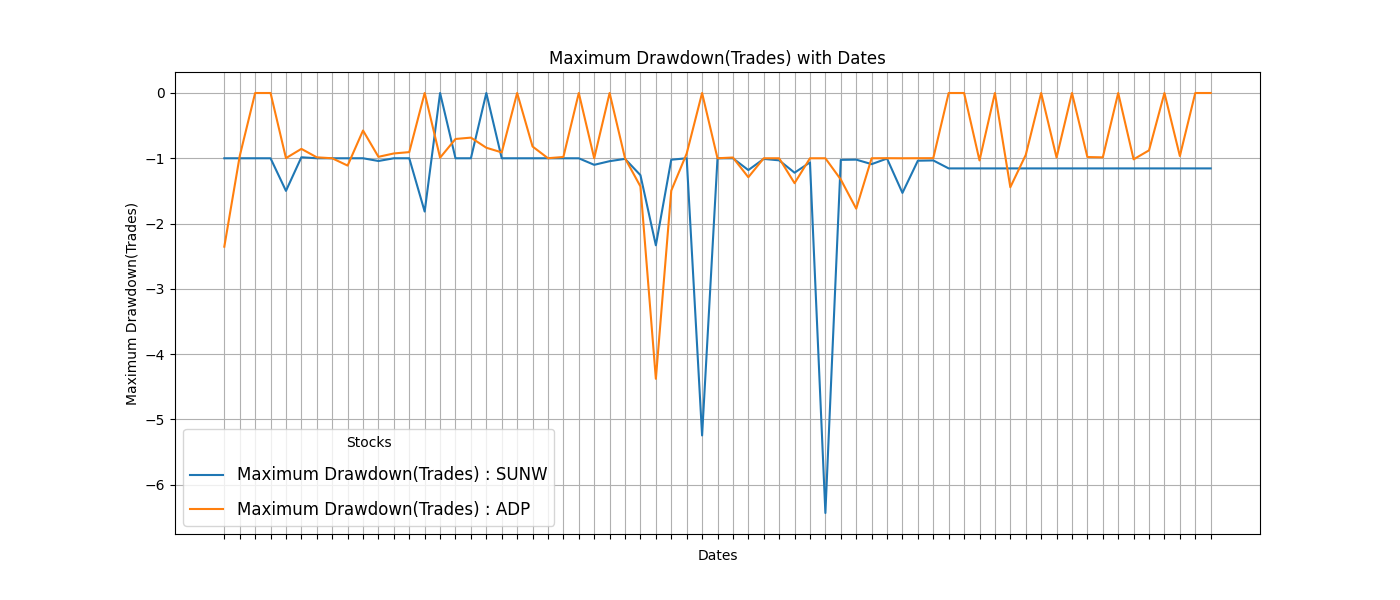 Maximum Drawdown(Trades) with Dates
Maximum Drawdown(Trades)
0
−1
−2
−3
−4
−5
−6
Stocks
Maximum Drawdown(Trades) : SUNW
Maximum Drawdown(Trades) : ADP
Dates